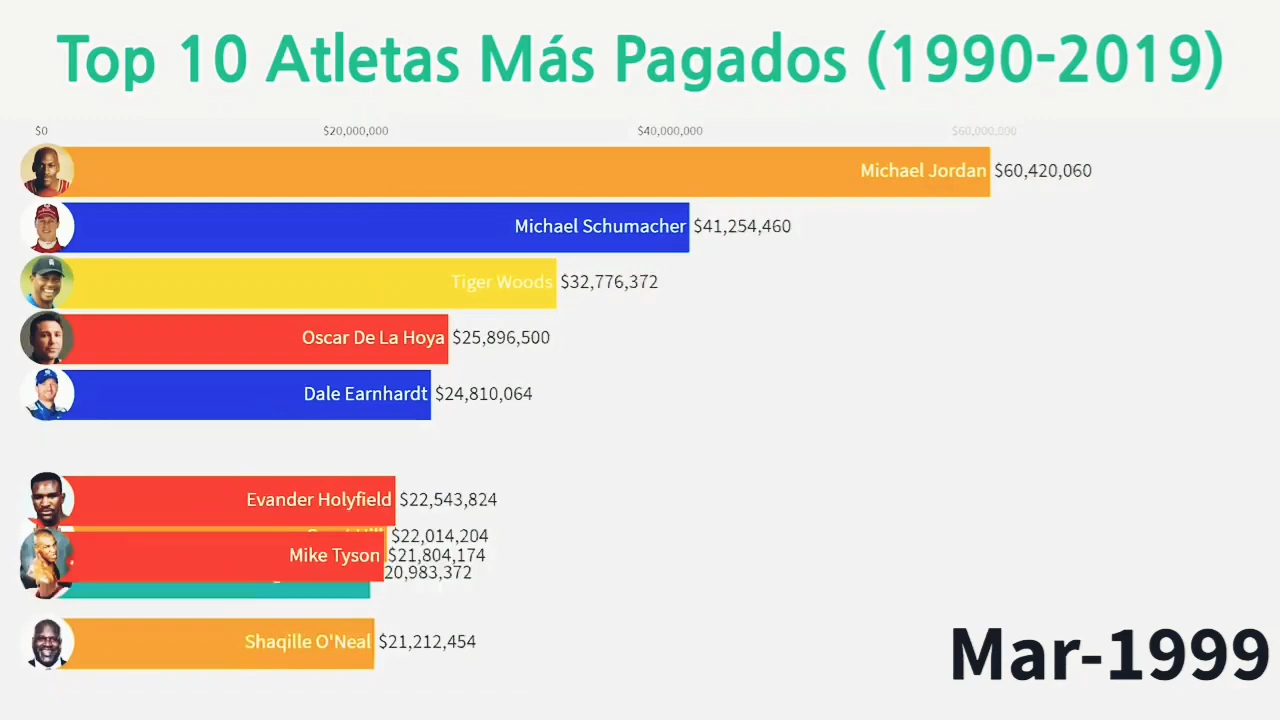 Top 10 Atletas Más Pagados (1990-2019)
$0 $20,000,000 $40,000,000 $60,000,000
Michael Jordan $60,420,060
Michael Schumacher $41,254,460
Tiger Woods $32,776,372
Oscar De La Hoya $25,896,500
Dale Earnhardt $24,810,064
Evander Holyfield $22,543,824
$22,014,204
Mike Tyson $21,804,174
20,983,372
Shaqille O'Neal $21,212,454
Mar-1999